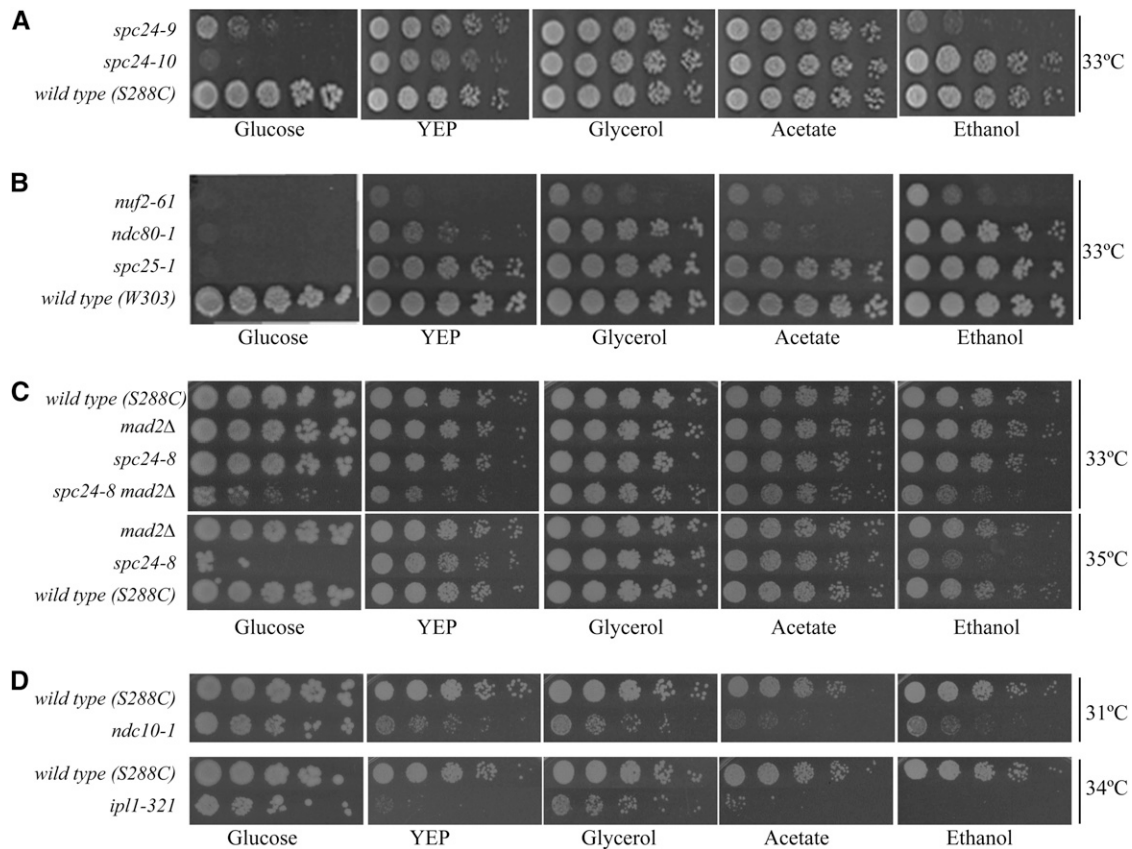 A
spc24-9
spc24-10
wild type (S288C)
33ºC
Glucose YEP Glycerol Acetate Ethanol
B
nuf2-61
ndc80-1
spc25-1
wild type (W303)
33ºC
Glucose YEP Glycerol Acetate Ethanol
C
wild type (S288C)
mad2Δ
spc24-8
spc24-8 mad2Δ
33ºC
mad2Δ
spc24-8
wild type (S288C)
35ºC
Glucose YEP Glycerol Acetate Ethanol
D
wild type (S288C)
ndc10-1
31ºC
wild type (S288C)
ipl1-321
34ºC
Glucose YEP Glycerol Acetate Ethanol